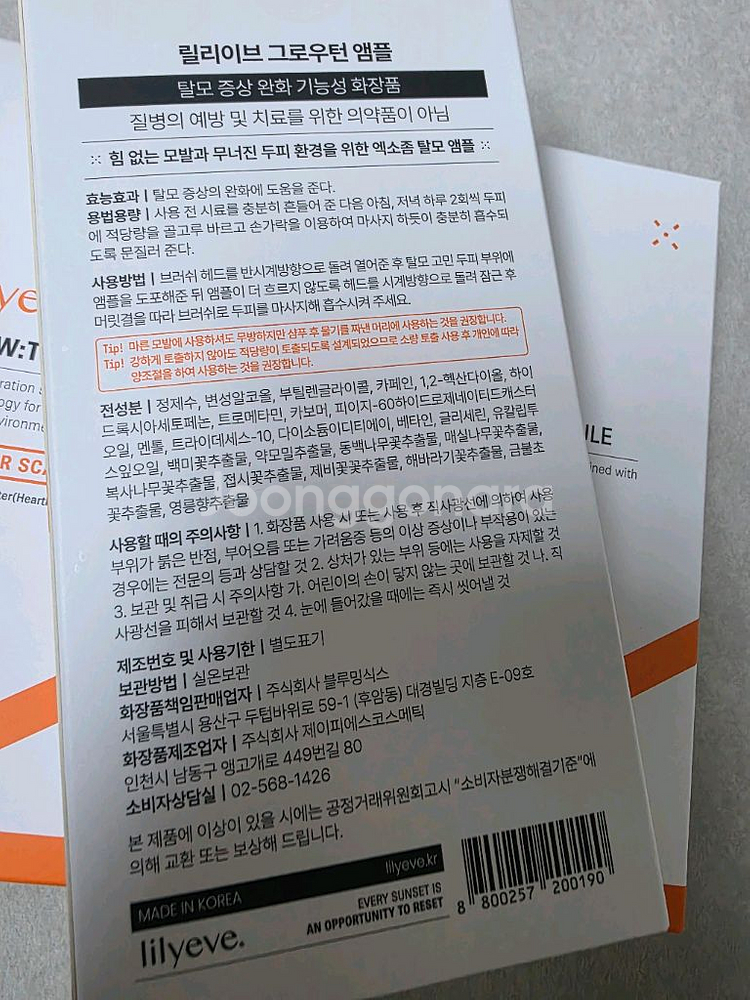 릴리이브 그로우턴 앰플
탈모 증상 완화 기능성 화장품
질병의 예방 및 치료를 위한 의약품이 아님
힘 없는 모발과 무너진 두피 환경을 위한 엑소좀 탈모 앰플
효능효과 | 탈모 증상의 완화에 도움을 준다.
용법용량 | 사용 전 시료를 충분히 흔들어 준 다음 아침, 저녁 하루 2회씩 두피
에 적당량을 골고루 바르고 손가락을 이용하여 마사지 하듯이 충분히 흡수되
도록 문질러 준다.
사용방법 | 브러쉬 헤드를 반시계방향으로 돌려 열어준 후 탈모 고민 두피 부위에
앰플을 도포해준 뒤 앰플이 더 흐르지 않도록 헤드를 시계방향으로 돌려 잠근 후
머릿결을 따라 브러쉬로 두피를 마사지해 흡수시켜 주세요.
Tip! 마른 모발에 사용하셔도 무방하지만 샴푸 후 물기를 짜낸 머리에 사용하는 것을 권장합니다.
Tip! 강하게 토출하지 않아도 적당량이 토출되도록 설계되었으므로 소량 토출 사용 후 개인에 따라
양조절을 하여 사용하는 것을 권장합니다.
전성분 | 정제수, 변성알코올, 부틸렌글라이콜, 카페인, 1,2-헥산다이올, 하이
드록시아세토페논, 트로메타민, 카보머, 피이지-60하이드로제네이티드캐스터
오일, 멘톨, 트라이데세스-10, 다이소듐이디티에이, 베타인, 글리세린, 유칼립투
스잎오일, 백미꽃추출물, 약모밀추출물, 동백나무꽃추출물, 매실나무꽃추출물,
복사나무꽃추출물, 접시꽃추출물, 제비꽃추출물, 해바라기꽃추출물, 금불초
꽃추출물, 영릉향추출물
Joonggonara
사용할 때의 주의사항 | 1. 화장품 사용 시 또는 사용 후 직사광선에 의하여 사용
부위가 붉은 반점, 부어오름 또는 가려움증 등의 이상 증상이나 부작용이 있는
경우에는 전문의 등과 상담할 것 2. 상처가 있는 부위 등에는 사용을 자제할 것
3. 보관 및 취급 시 주의사항 가. 어린이의 손이 닿지 않는 곳에 보관할 것 나. 직
사광선을 피해서 보관할 것 4. 눈에 들어갔을 때에는 즉시 씻어낼 것
제조번호 및 사용기한 | 별도표기
보관방법 | 실온보관
화장품책임판매업자 | 주식회사 블루밍식스
서울특별시 용산구 두텁바위로 59-1 (후암동) 대경빌딩 지층 E-09호
화장품제조업자 | 주식회사 제이피에스코스메틱
인천시 남동구 앵고개로 449번길 80
소비자상담실 | 02-568-1426
본 제품에 이상이 있을 시에는 공정거래위원회고시 "소비자분쟁해결기준"에
의해 교환 또는 보상해 드립니다.
MADE IN KOREA
lilyeve.kr
lilyeve.
EVERY SUNSET IS
AN OPPORTUNITY TO RESET
8 800257 200190
ye
W:T
ration s
ogy for
vironme
R SCA
ter(Hearti
ULE
ined with